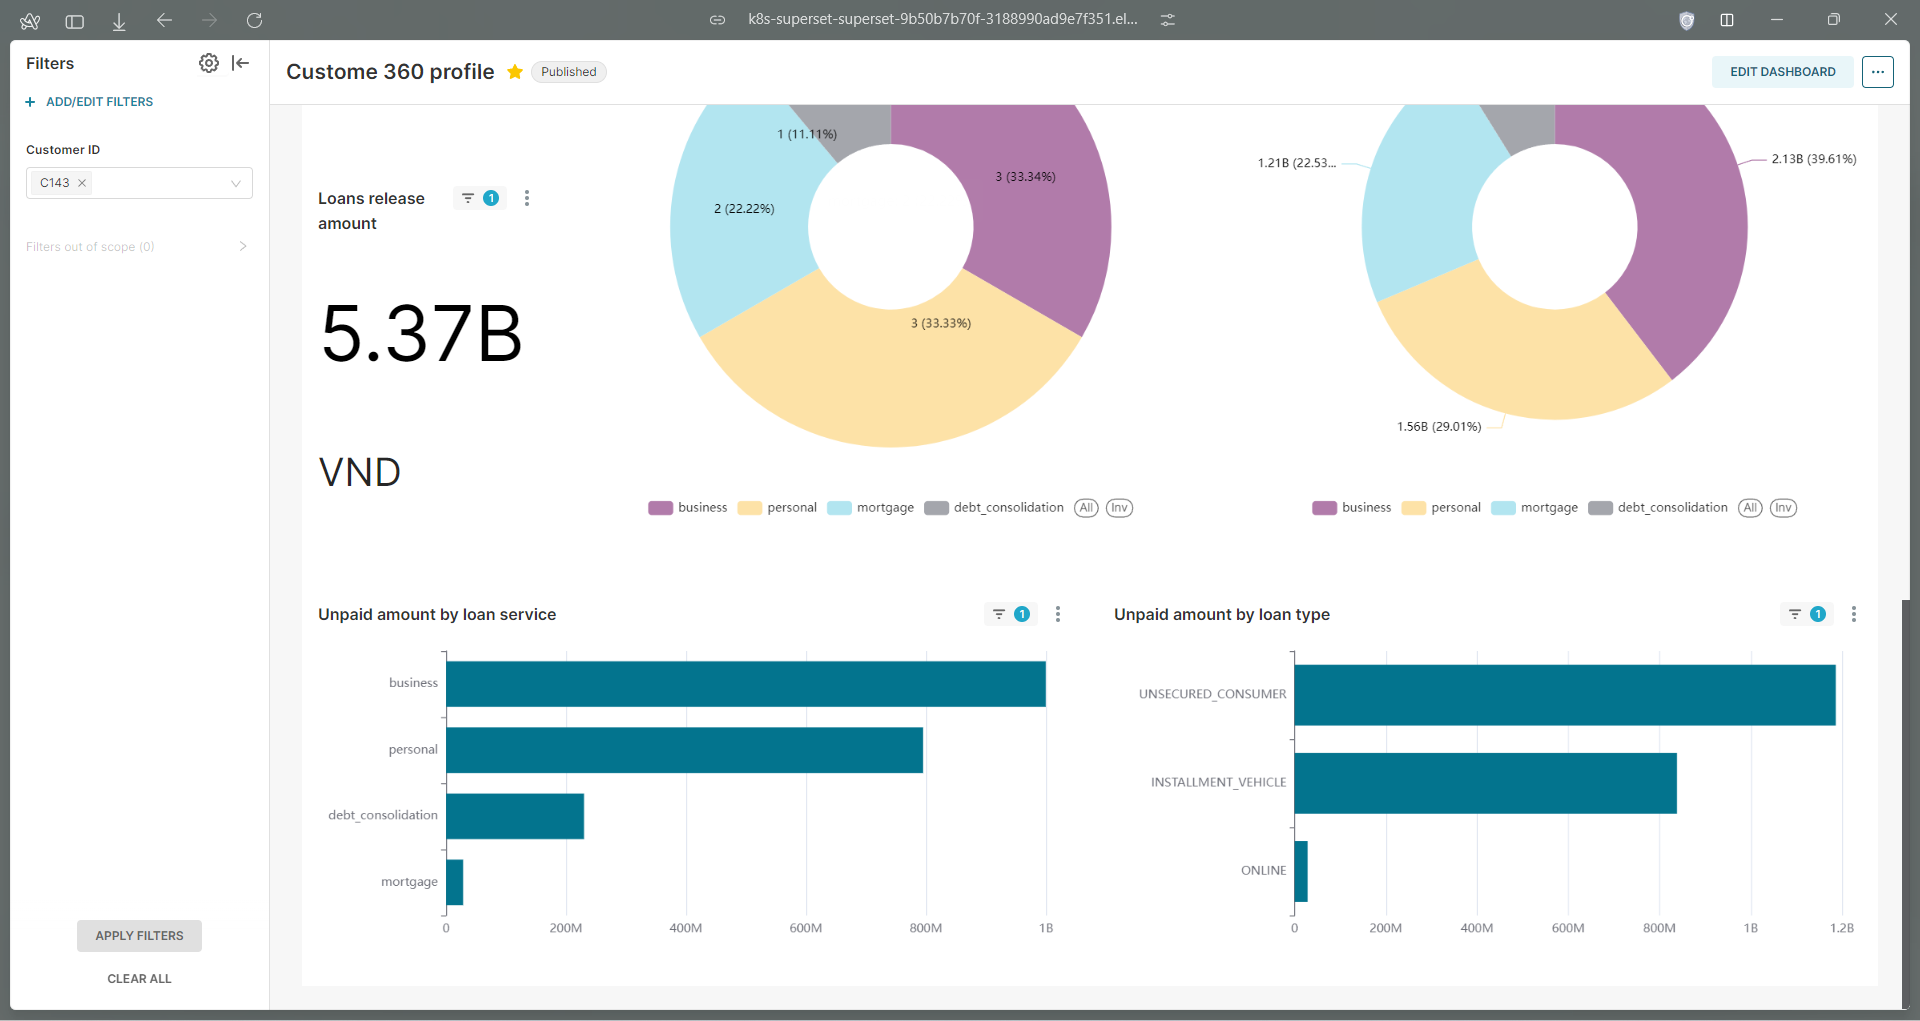 k8s-superset-superset-9b50b7b70f-3188990ad9e7f351.el...
Filters
ADD/EDIT FILTERS
Customer ID
C143
Filters out of scope (0)
APPLY FILTERS
CLEAR ALL
Custome 360 profile
Published
EDIT DASHBOARD
Loans release
amount
1
5.37B
VND
1 (11.11%)
3 (33.34%)
2 (22.22%)
3 (33.33%)
business personal mortgage debt_consolidation All Inv
1.21B (22.53...
2.13B (39.61%)
1.56B (29.01%)
business personal mortgage debt_consolidation All Inv
Unpaid amount by loan service
1
business
personal
debt_consolidation
mortgage
0 200M 400M 600M 800M 1B
Unpaid amount by loan type
1
UNSECURED_CONSUMER
INSTALLMENT_VEHICLE
ONLINE
0 200M 400M 600M 800M 1B 1.2B